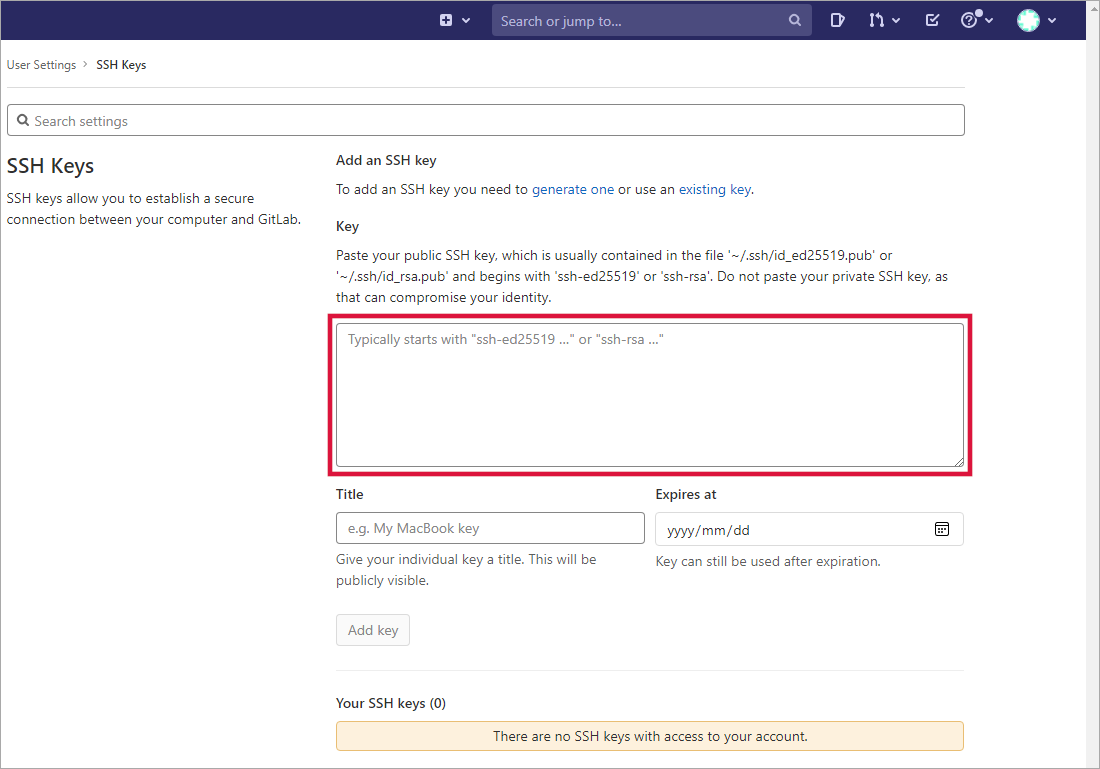 Search or jump to...
User Settings > SSH Keys
Search settings
SSH Keys
SSH keys allow you to establish a secure
connection between your computer and GitLab.
Add an SSH key
To add an SSH key you need to generate one or use an existing key.
Key
Paste your public SSH key, which is usually contained in the file '~/.ssh/id_ed25519.pub' or
'~/.ssh/id_rsa.pub' and begins with 'ssh-ed25519' or 'ssh-rsa'. Do not paste your private SSH key, as
that can compromise your identity.
Typically starts with "ssh-ed25519 ..." or "ssh-rsa ..."
Title
e.g. My MacBook key
Give your individual key a title. This will be
publicly visible.
Expires at
yyyy/mm/dd
Key can still be used after expiration.
Add key
Your SSH keys (0)
There are no SSH keys with access to your account.